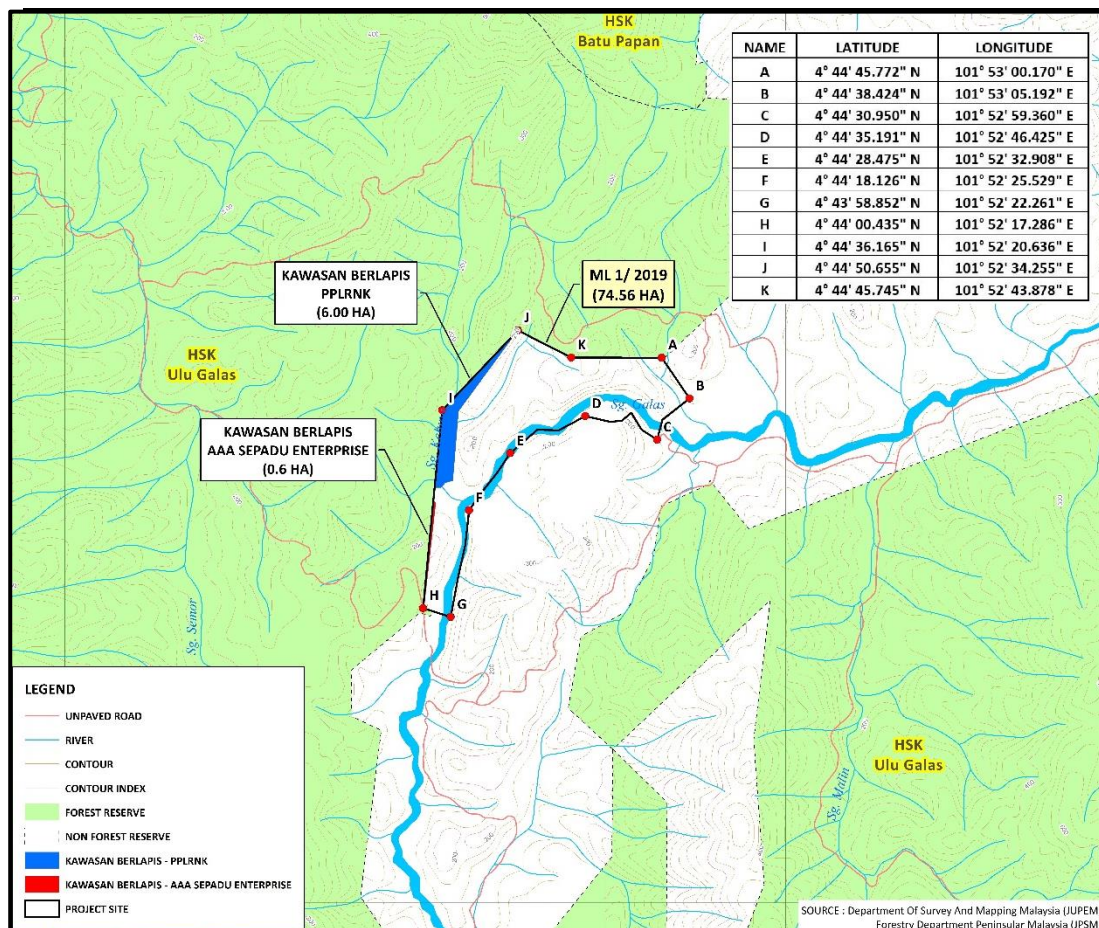 HSK
Batu Papan
NAME LATITUDE LONGITUDE
A 4° 44' 45.772" N 101° 53' 00.170" E
B 4° 44' 38.424" N 101° 53' 05.192" E
C 4° 44' 30.950" N 101° 52' 59.360" E
D 4° 44' 35.191" N 101° 52' 46.425" E
E 4° 44' 28.475" N 101° 52' 32.908" E
F 4° 44' 18.126" N 101° 52' 25.529" E
G 4° 43' 58.852" N 101° 52' 22.261" E
H 4° 44' 00.435" N 101° 52' 17.286" E
I 4° 44' 36.165" N 101° 52' 20.636" E
J 4° 44' 50.655" N 101° 52' 34.255" E
K 4° 44' 45.745" N 101° 52' 43.878" E
KAWASAN BERLAPIS
PPLRNK
(6.00 HA)
ML 1/ 2019
(74.56 HA)
J
K
A
HSK
Ulu Galas
I
B
D
Sg. Galas
C
KAWASAN BERLAPIS
AAA SEPADU ENTERPRISE
(0.6 HA)
E
F
H
G
Sg. Semor
HSK
Ulu Galas
Sg. Malin
LEGEND
UNPAVED ROAD
RIVER
CONTOUR
CONTOUR INDEX
FOREST RESERVE
NON FOREST RESERVE
KAWASAN BERLAPIS - PPLRNK
KAWASAN BERLAPIS - AAA SEPADU ENTERPRISE
PROJECT SITE
SOURCE : Department Of Survey And Mapping Malaysia (JUPEM
Forestry Department Peninsular Malaysia (JPSM